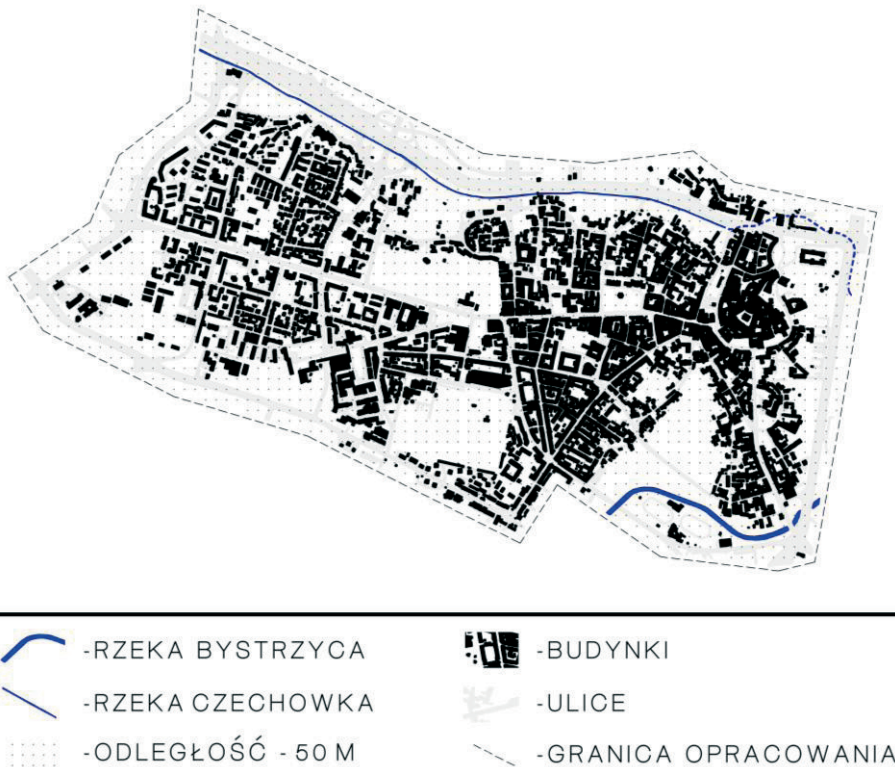 -RZEKA BYSTRZYCA
-BUDYNKI
-RZEKA CZECHOWKA
-ULICE
-ODLEGŁOŚĆ - 50 M
-GRANICA OPRACOWANIA